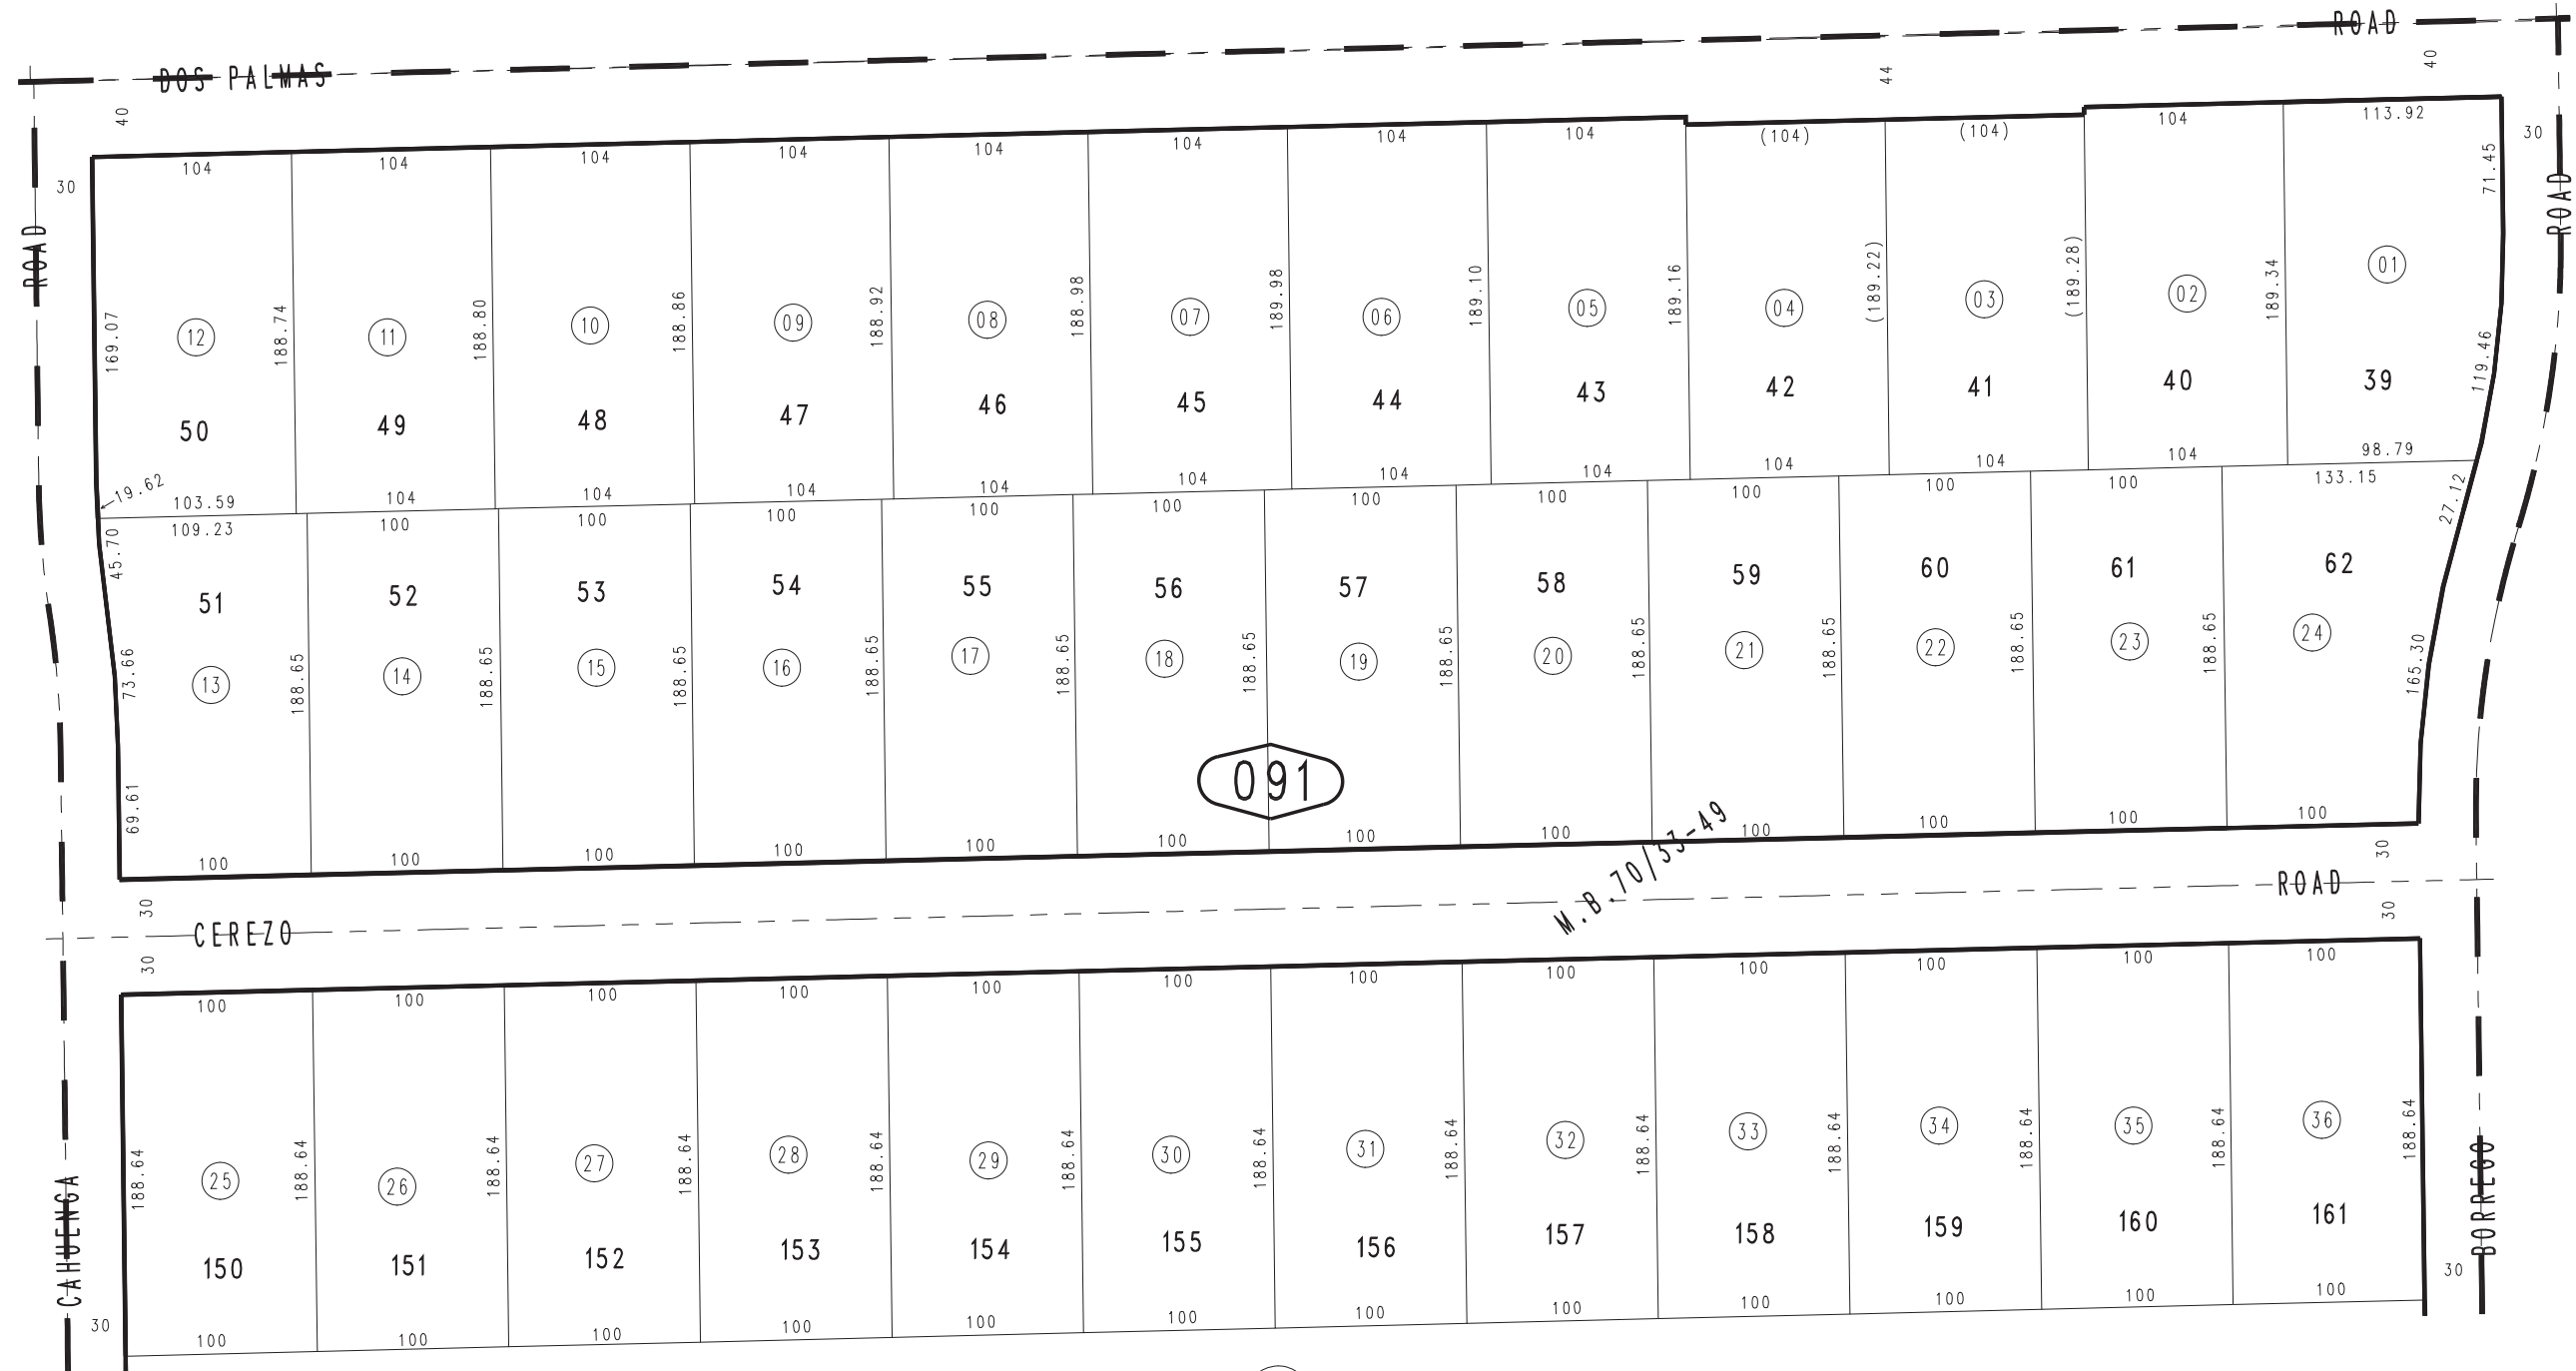 DOS PALMAS ROAD
40 44 40
104 104 104 104 104 104 104 104 (104) (104) 104 113.92
30 30
ROAD ROAD
71.45
169.07 188.74 188.80 188.86 188.92 188.98 189.98 189.10 189.16 (189.22) (189.28) 189.34 119.46
12 11 10 09 08 07 06 05 04 03 02 01
50 49 48 47 46 45 44 43 42 41 40 39
19.62
103.59 104 104 104 104 104 104 104 104 104 104 98.79
109.23 100 100 100 100 100 100 100 100 100 100 133.15
45.70 27.12
51 52 53 54 55 56 57 58 59 60 61 62
73.66 188.65 188.65 188.65 188.65 188.65 188.65 188.65 188.65 188.65 188.65 188.65 165.30
13 14 15 16 17 18 19 20 21 22 23 24
091
69.61
100 100 100 100 100 100 100 100 100 100 100 100
M.B. 70/33-49
30 30
CEREZO ROAD
30 30
100 100 100 100 100 100 100 100 100 100 100 100
188.64 188.64 188.64 188.64 188.64 188.64 188.64 188.64 188.64 188.64 188.64 188.64 188.64
25 26 27 28 29 30 31 32 33 34 35 36
CAHUENGA BORREGO
150 151 152 153 154 155 156 157 158 159 160 161
30 30
100 100 100 100 100 100 100 100 100 100 100 100